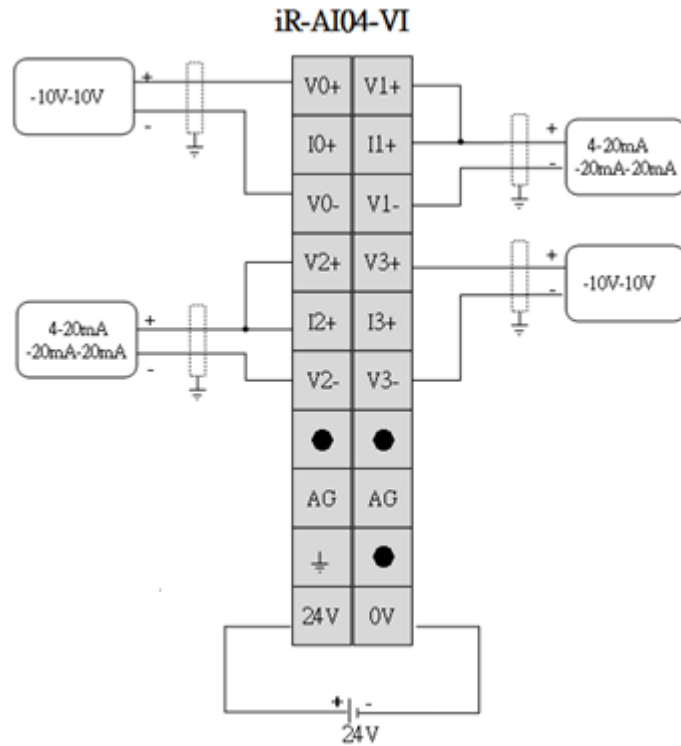 iR-AI04-VI
V0+ V1+
-10V-10V
+
-
I0+ I1+
+
4-20mA
-20mA-20mA
-
V0- V1-
V2+ V3+
+
-10V-10V
-
4-20mA
-20mA-20mA
+
-
I2+ I3+
V2- V3-
AG AG
24V 0V
+ -
24V